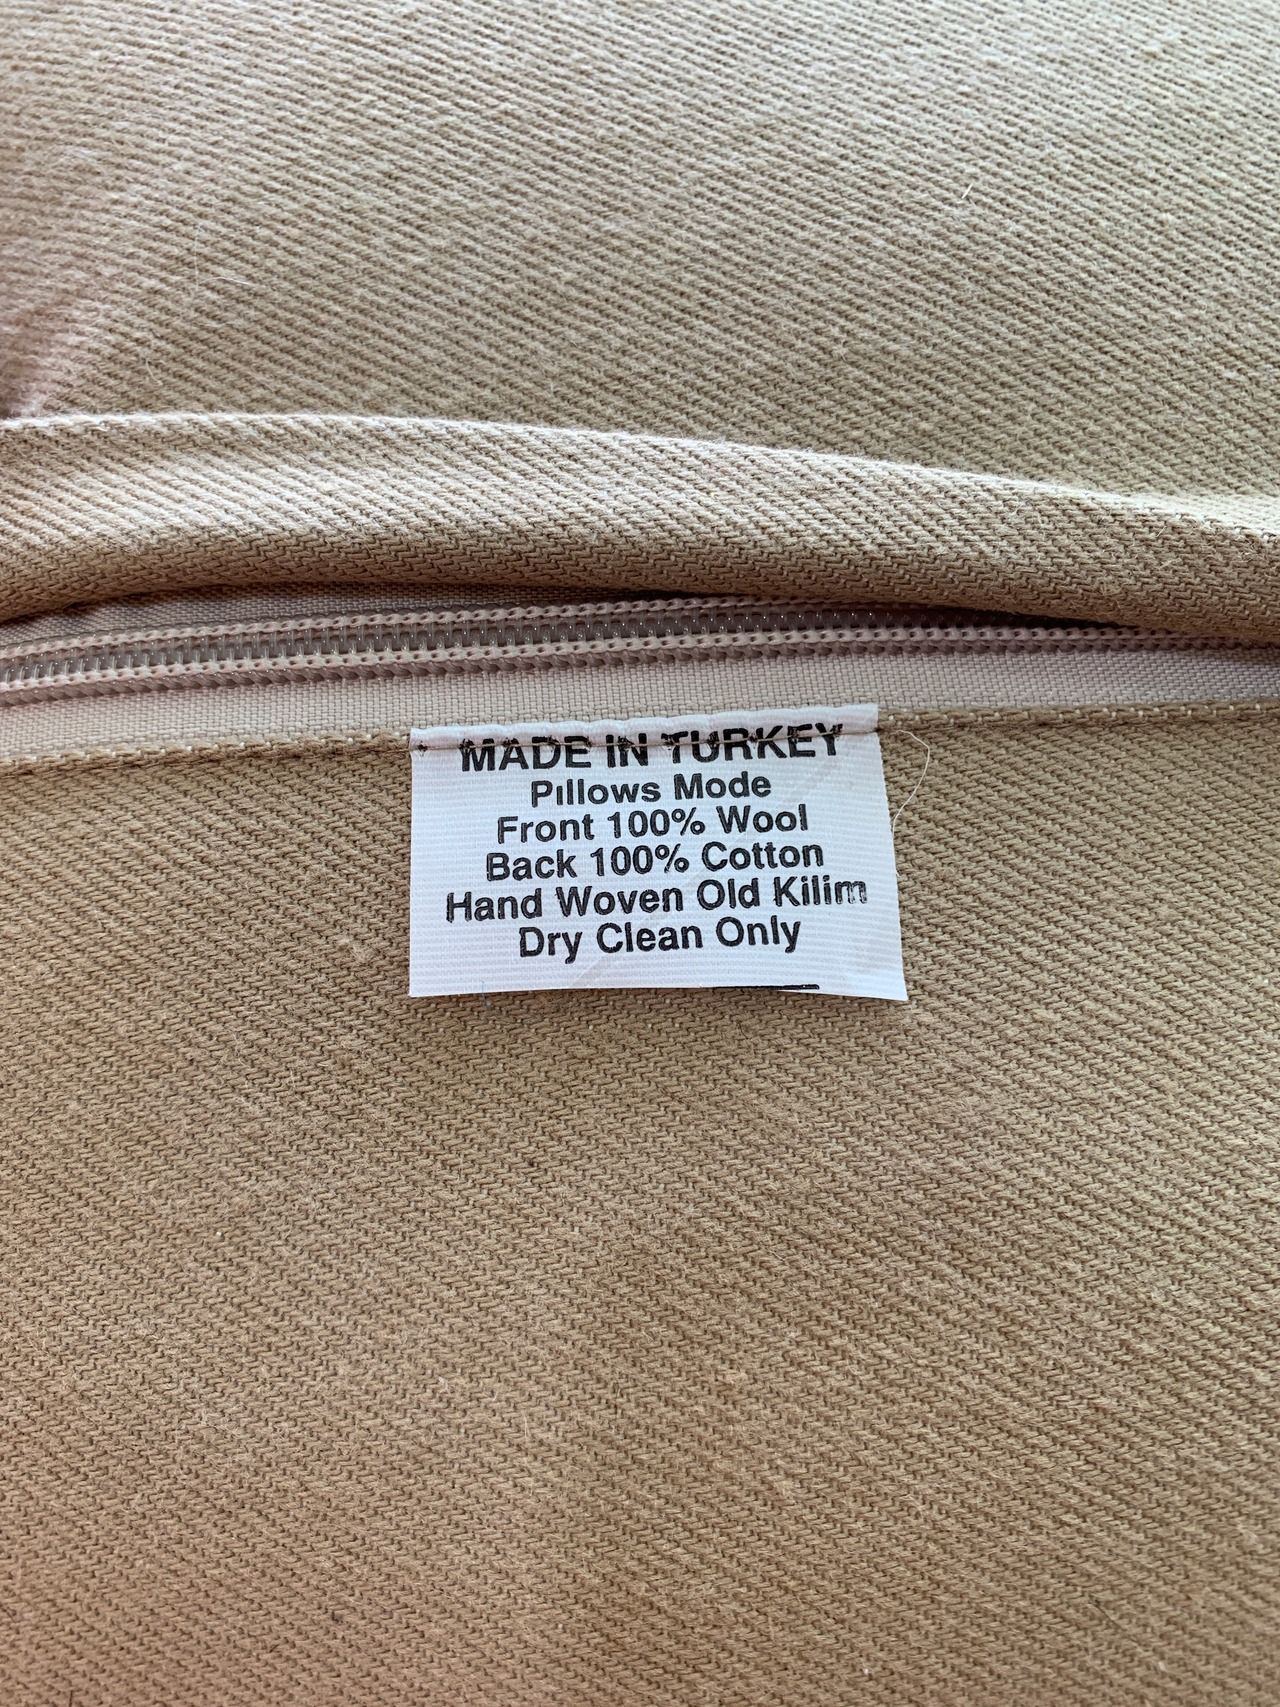 MADE IN TURKEY
Pıllows Mode
Front 100% Wool
Back 100% Cotton
Hand Woven Old Kilim
Dry Clean Only